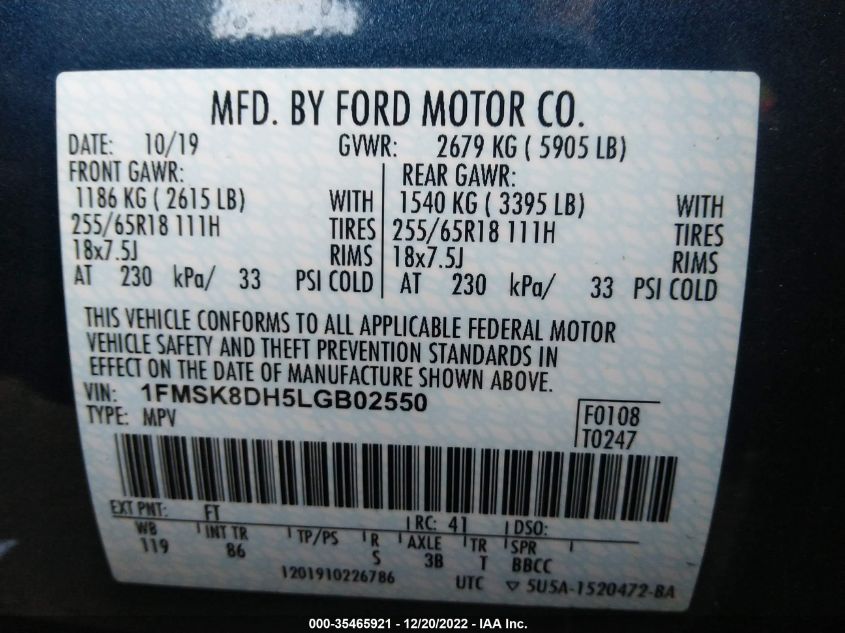 MFD. BY FORD MOTOR CO.
DATE: 10/19 GVWR: 2679 KG ( 5905 LB)
FRONT GAWR: REAR GAWR:
1186 KG ( 2615 LB) WITH 1540 KG ( 3395 LB) WITH
255/65R18 111H TIRES 255/65R18 111H TIRES
18x7.5J RIMS 18x7.5J RIMS
AT 230 kPa/ 33 PSI COLD AT 230 kPa/ 33 PSI COLD
THIS VEHICLE CONFORMS TO ALL APPLICABLE FEDERAL MOTOR
VEHICLE SAFETY AND THEFT PREVENTION STANDARDS IN
EFFECT ON THE DATE OF MANUFACTURE SHOWN ABOVE.
VIN: 1FMSK8DH5LGB02550
TYPE: MPV
F0108
T0247
EXT PNT: FT RC: 41 DSO:
WB INT TR TP/PS R AXLE TR SPR
119 86 S 3B T BBCC
1201910226786 UTC ▽ 5U5A-1520472-BA
000-35465921 - 12/20/2022 - IAA Inc.